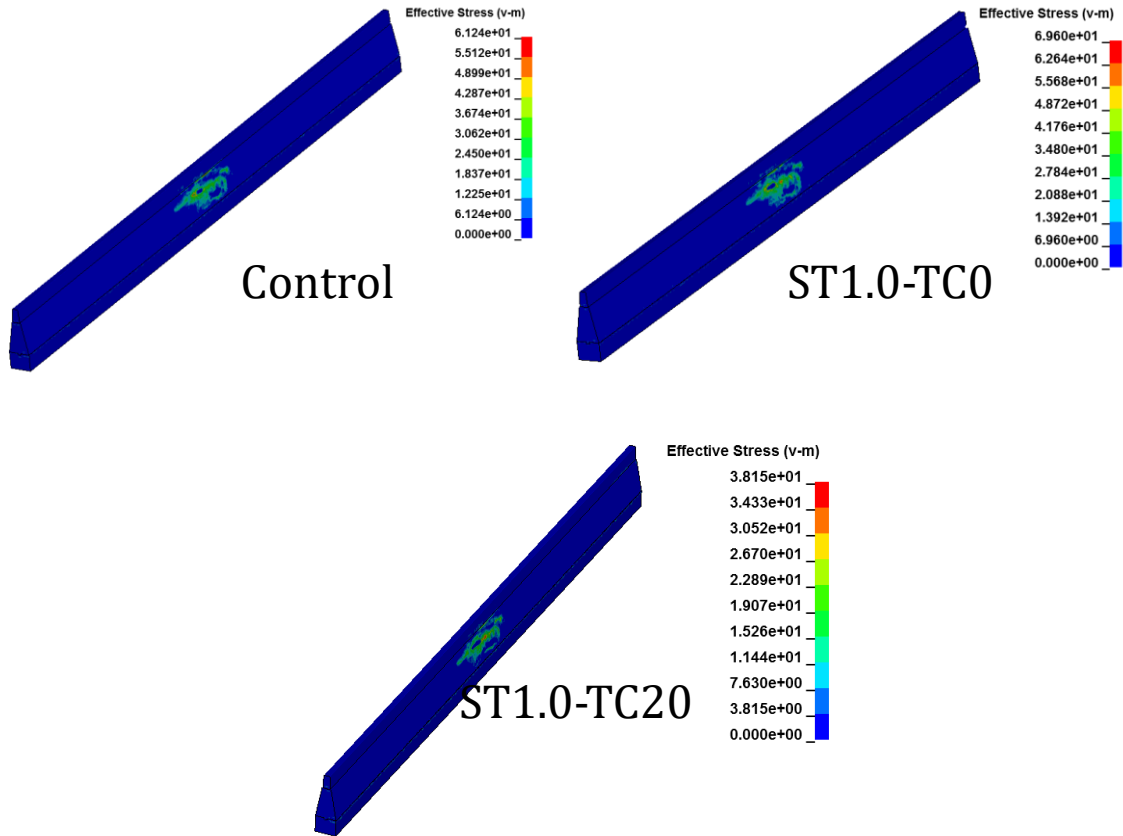 Effective Stress (v-m)
6.124e+01
5.512e+01
4.899e+01
4.287e+01
3.674e+01
3.062e+01
2.450e+01
1.837e+01
1.225e+01
6.124e+00
0.000e+00
Control
Effective Stress (v-m)
6.960e+01
6.264e+01
5.568e+01
4.872e+01
4.176e+01
3.480e+01
2.784e+01
2.088e+01
1.392e+01
6.960e+00
0.000e+00
ST1.0-TC0
Effective Stress (v-m)
3.815e+01
3.433e+01
3.052e+01
2.670e+01
2.289e+01
1.907e+01
1.526e+01
1.144e+01
7.630e+00
3.815e+00
0.000e+00
ST1.0-TC20